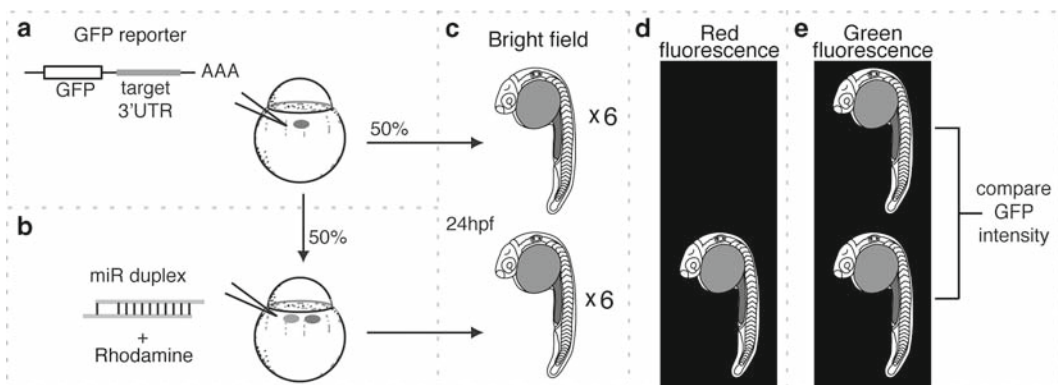 a
GFP reporter
GFP
target
3'UTR
AAA
50%
50%
b
miR duplex
+
Rhodamine
c
Bright field
x6
24hpf
x6
d
Red
fluorescence
e
Green
fluorescence
compare
GFP
intensity